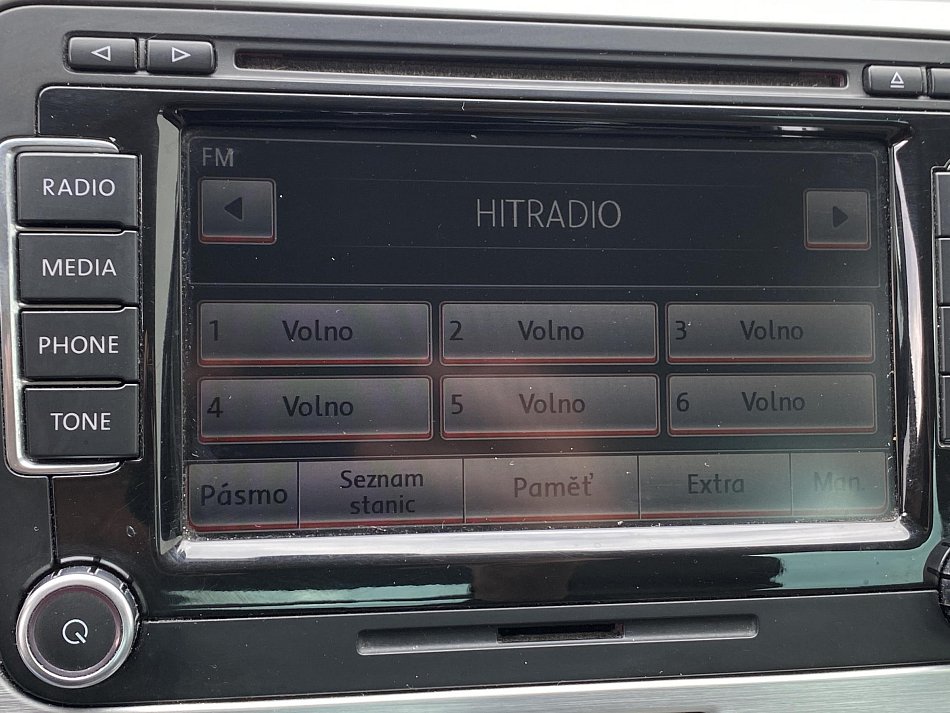 RADIO
MEDIA
PHONE
TONE
FM
HITRADIO
1 Volno
2 Volno
3 Volno
4 Volno
5 Volno
6 Volno
Pásmo
Seznam
stanic
Paměť
Extra
Man.